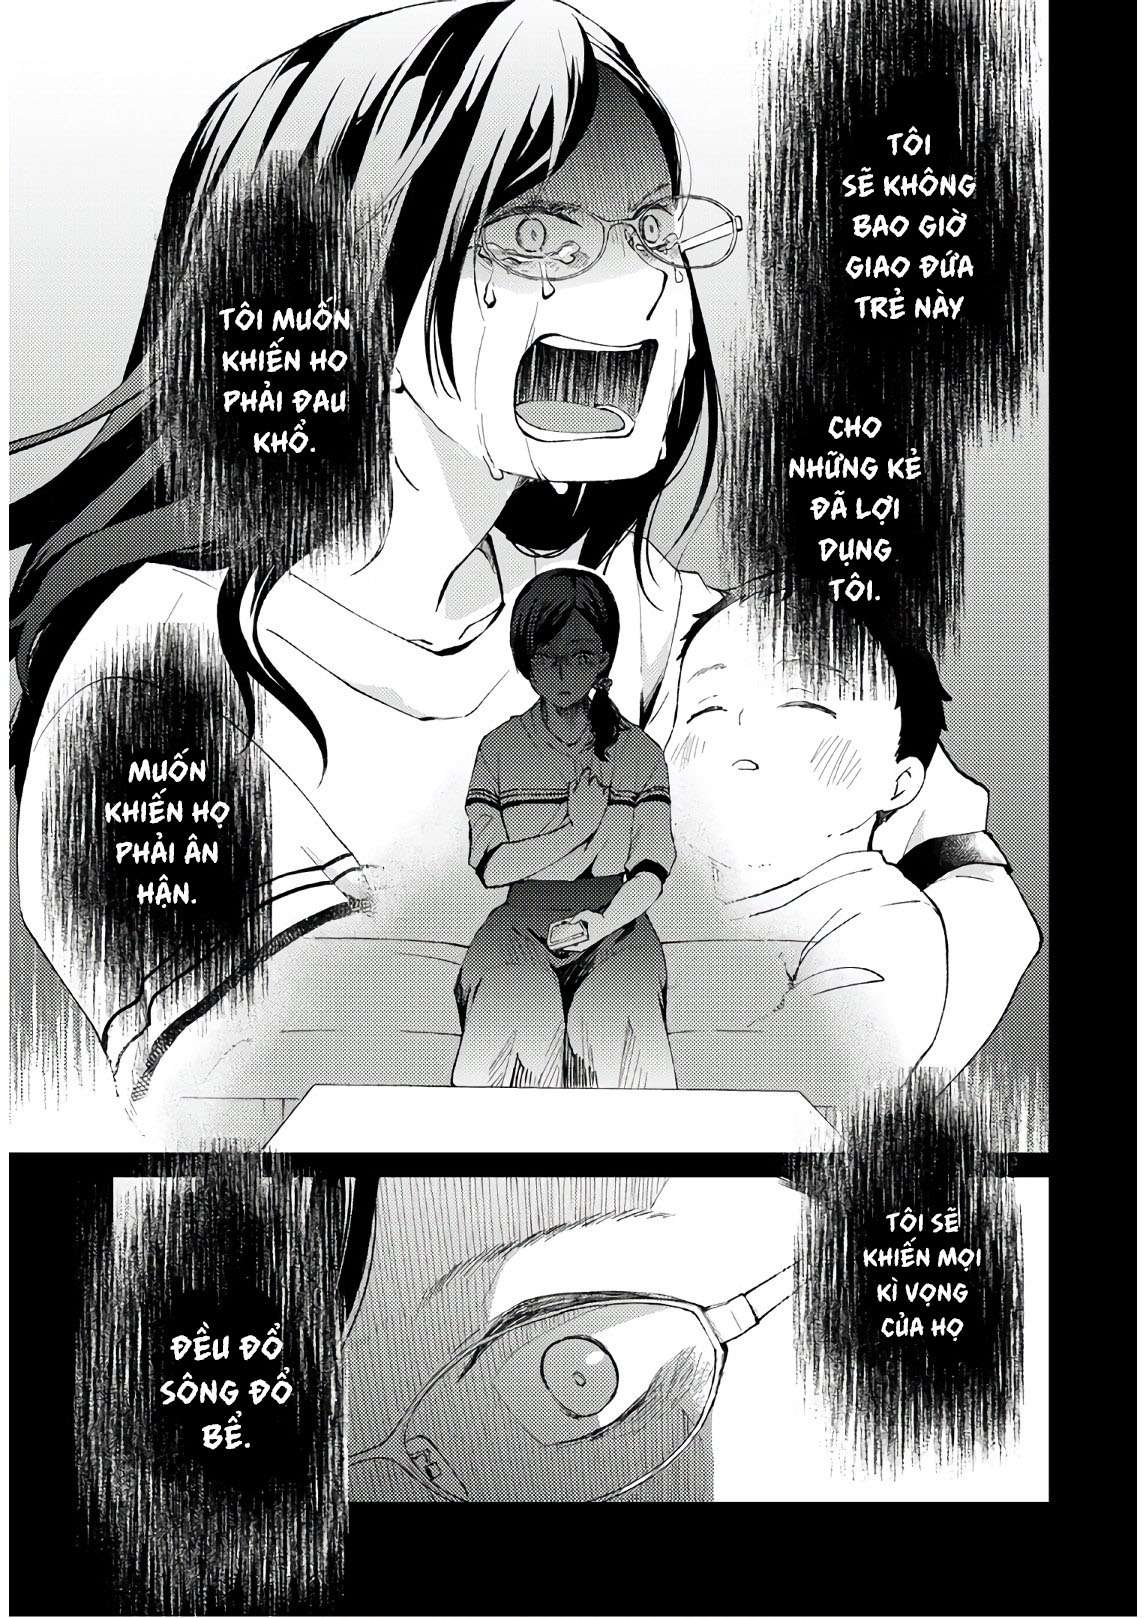 TÔI
SẼ KHÔNG
BAO GIỜ
GIAO ĐỨA
TRẺ NÀY
CHO
NHỮNG KẺ
ĐÃ LỢI
DỤNG
TÔI.
TÔI MUỐN
KHIẾN HỌ
PHẢI ĐAU
KHỔ.
MUỐN
KHIẾN HỌ
PHẢI ÂN
HẬN.
TÔI SẼ
KHIẾN MỌI
KÌ VỌNG
CỦA HỌ
ĐỀU ĐỔ
SÔNG ĐỔ
BỂ.